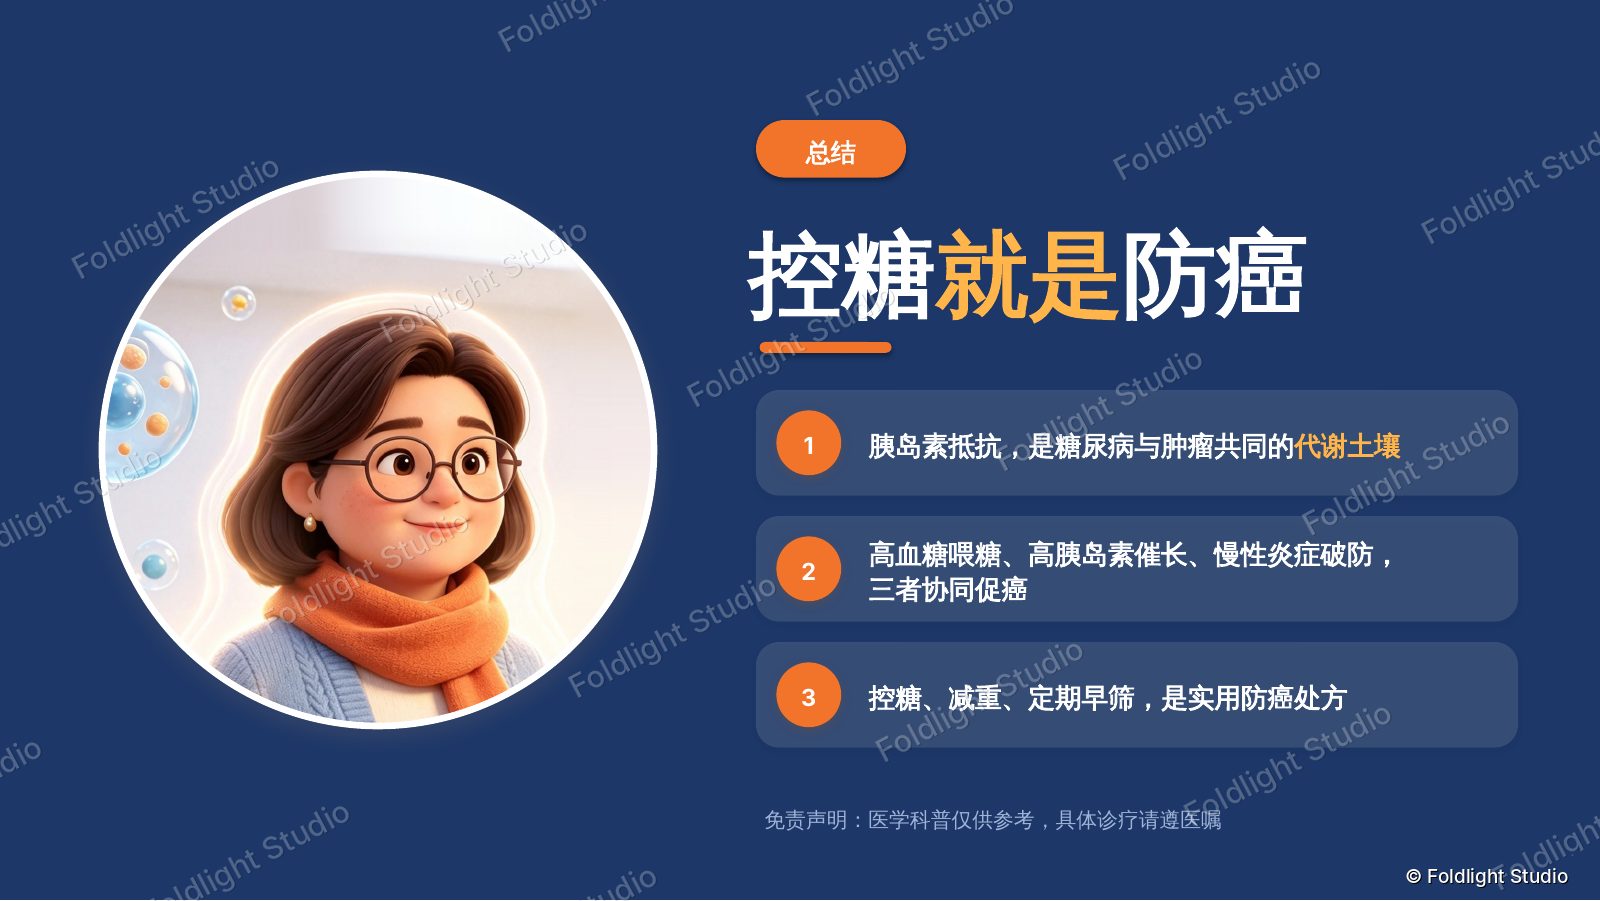 总结
控糖就是防癌
1
胰岛素抵抗，是糖尿病与肿瘤共同的代谢土壤
2
高血糖喂糖、高胰岛素催长、慢性炎症破防，
三者协同促癌
3
控糖、减重、定期早筛，是实用防癌处方
免责声明：医学科普仅供参考，具体诊疗请遵医嘱
© Foldlight Studio
Foldlight Studio